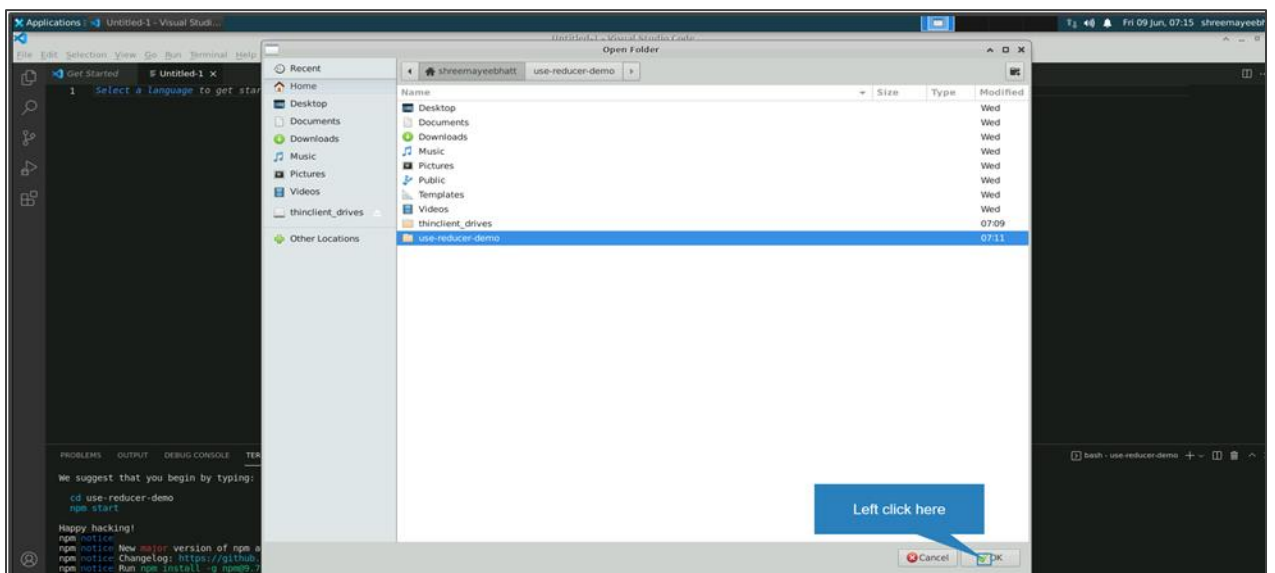 Applications Untitled-1 - Visual Studi... Fri 09 Jun, 07:15 shreemayeebh
Untitled-1 - Visual Studio Code
File Edit Selection View Go Run Terminal Help
Open Folder
Get Started Untitled-1
1 Select a language to get star
Recent
Home
Desktop
Documents
Downloads
Music
Pictures
Videos
thinclient_drives
Other Locations
shreemayeebhatt use-reducer-demo
Name Size Type Modified
Desktop Wed
Documents Wed
Downloads Wed
Music Wed
Pictures Wed
Public Wed
Templates Wed
Videos Wed
thinclient_drives 07:09
use-reducer-demo 07:11
PROBLEMS OUTPUT DEBUG CONSOLE TER
bash - use-reducer-demo
We suggest that you begin by typing:
cd use-reducer-demo
npm start
Happy hacking!
npm notice
npm notice New major version of npm a
npm notice Changelog: https://github.
npm notice Run npm install -g npm@9.7
Left click here
Cancel OK